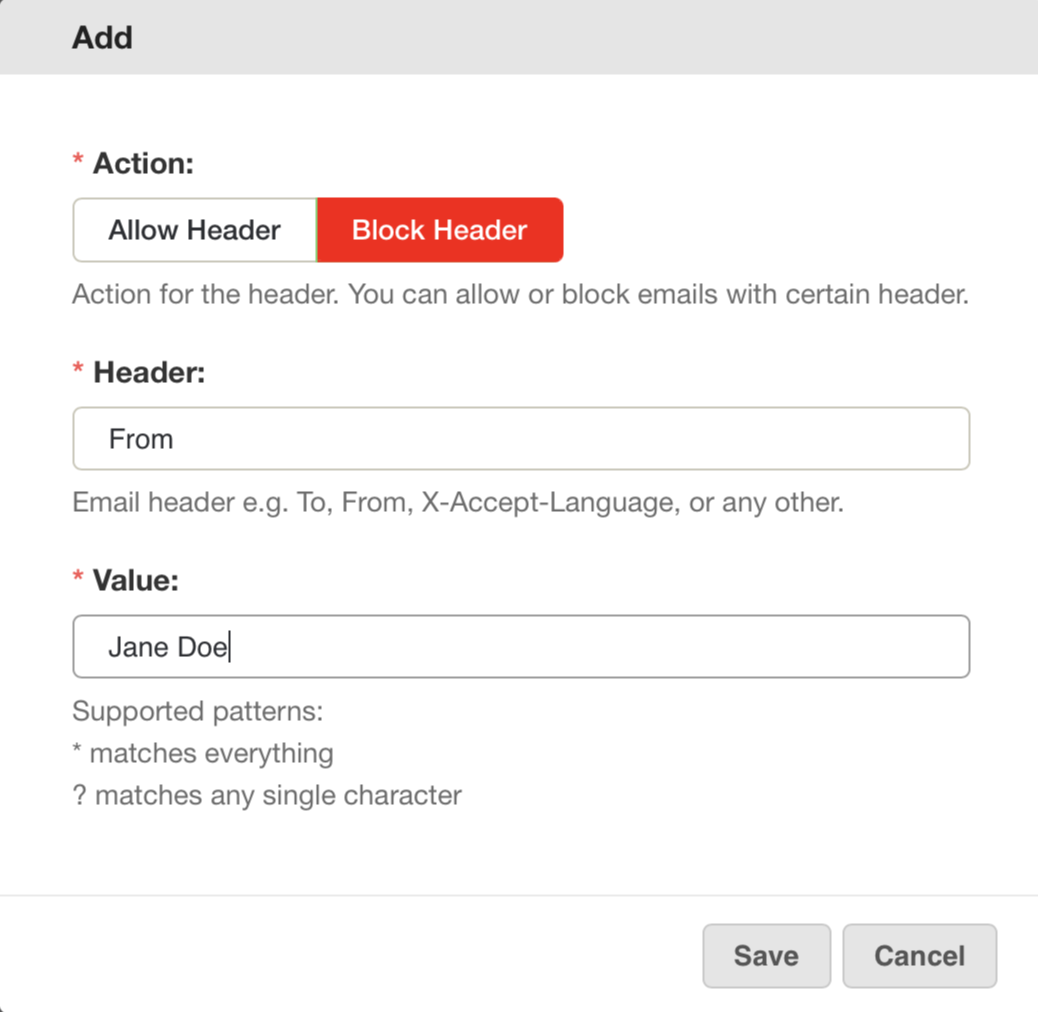 Add
* Action:
Allow Header Block Header
Action for the header. You can allow or block emails with certain header.
* Header:
From
Email header e.g. To, From, X-Accept-Language, or any other.
* Value:
Jane Doe
Supported patterns:
* matches everything
? matches any single character
Save Cancel